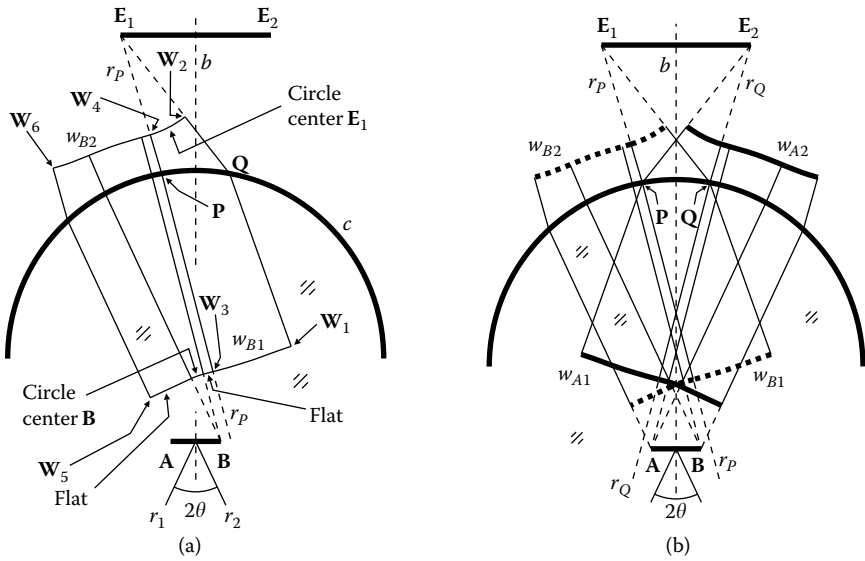 E1 E2
rP
b
W2
W4
Circle
center E1
W6
wB2
Q
P
c
W3
wB1
W1
Circle
center B
rP
Flat
A B
W5
Flat
r1 2θ r2
(a)
E1 E2
b
rP rQ
wB2 wA2
P Q
wA1 wB1
A B
rQ rP
2θ
(b)